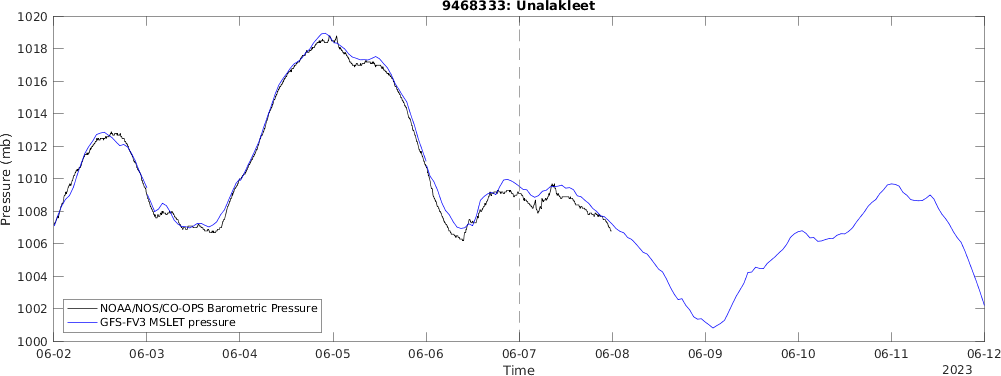 9468333: Unalakleet
Pressure (mb)
1020
1018
1016
1014
1012
1010
1008
1006
1004
1002
1000
NOAA/NOS/CO-OPS Barometric Pressure
GFS-FV3 MSLET pressure
06-02 06-03 06-04 06-05 06-06 06-07 06-08 06-09 06-10 06-11 06-12
Time
2023